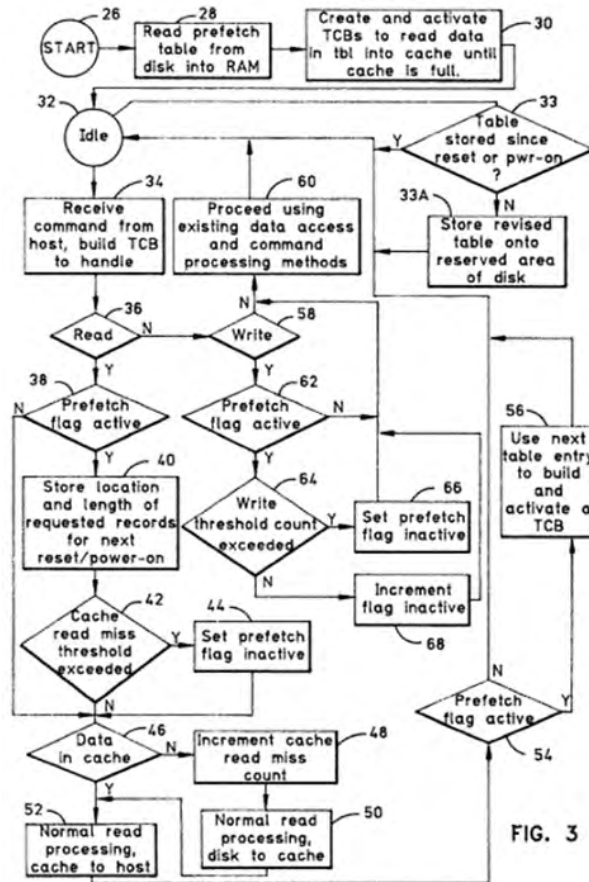 26
START
28
Read prefetch
table from
disk into RAM
30
Create and activate
TCBs to read data
in tbl into cache until
cache is full.
32
Idle
33
Table
stored since
reset or pwr-on
?
Y
N
33A
Store revised
table onto
reserved area
of disk
34
Receive
command from
host, build TCB
to handle
60
Proceed using
existing data access
and command
processing methods
N
36
Read
N
Y
58
Write
Y
38
N
Prefetch
flag active
Y
62
Prefetch
flag active
N
Y
56
Use next
table entry
to build
and
activate a
TCB
40
Store location
and length of
requested records
for next
reset/power-on
64
Write
threshold count
exceeded
Y
N
66
Set prefetch
flag inactive
42
Cache
read miss
threshold
exceeded
Y
N
44
Set prefetch
flag inactive
Increment
flag inactive
68
N
Prefetch
flag active
Y
54
46
Data
in cache
N
Y
Increment cache
read miss
count
48
52
Normal read
processing,
cache to host
Normal read
processing,
disk to cache
50
FIG. 3